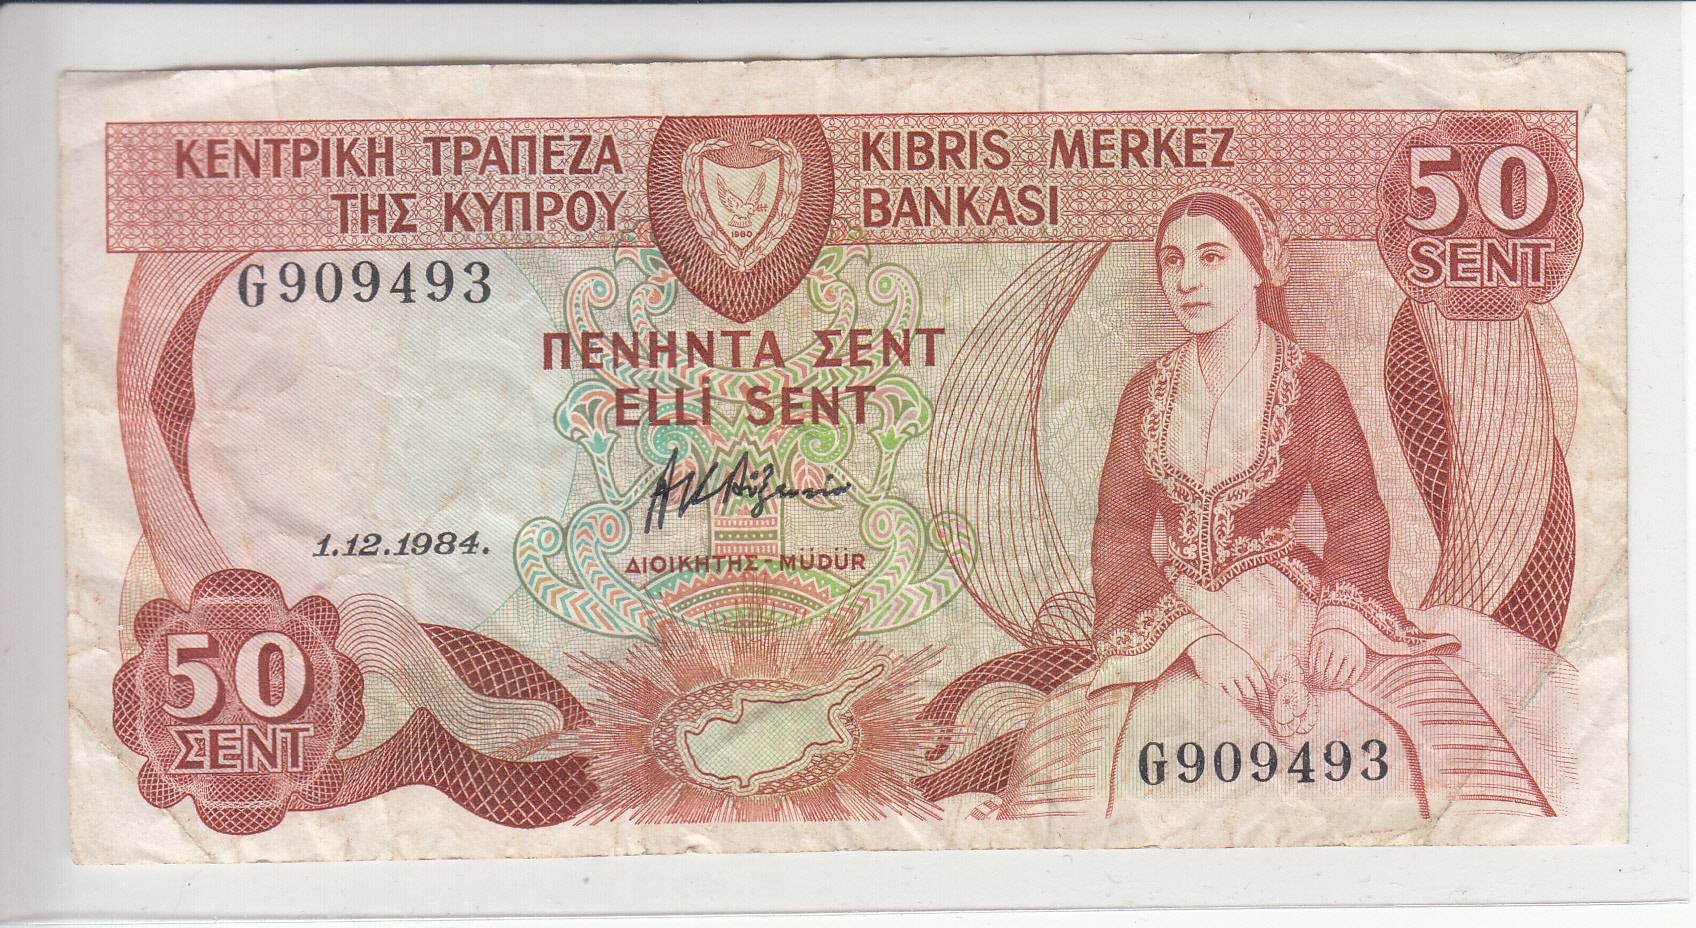 ΚΕΝΤΡΙΚΗ ΤΡΑΠΕΖΑ
ΤΗΣ ΚΥΠΡΟΥ
KIBRIS MERKEZ
BANKASI
50
SENT
1960
G909493
ΠΕΝΗΝΤΑ ΣΕΝΤ
ELLİ SENT
1.12.1984.
ΔΙΟΙΚΗΤΗΣ - MÜDÜR
50
ΣΕΝΤ
G909493